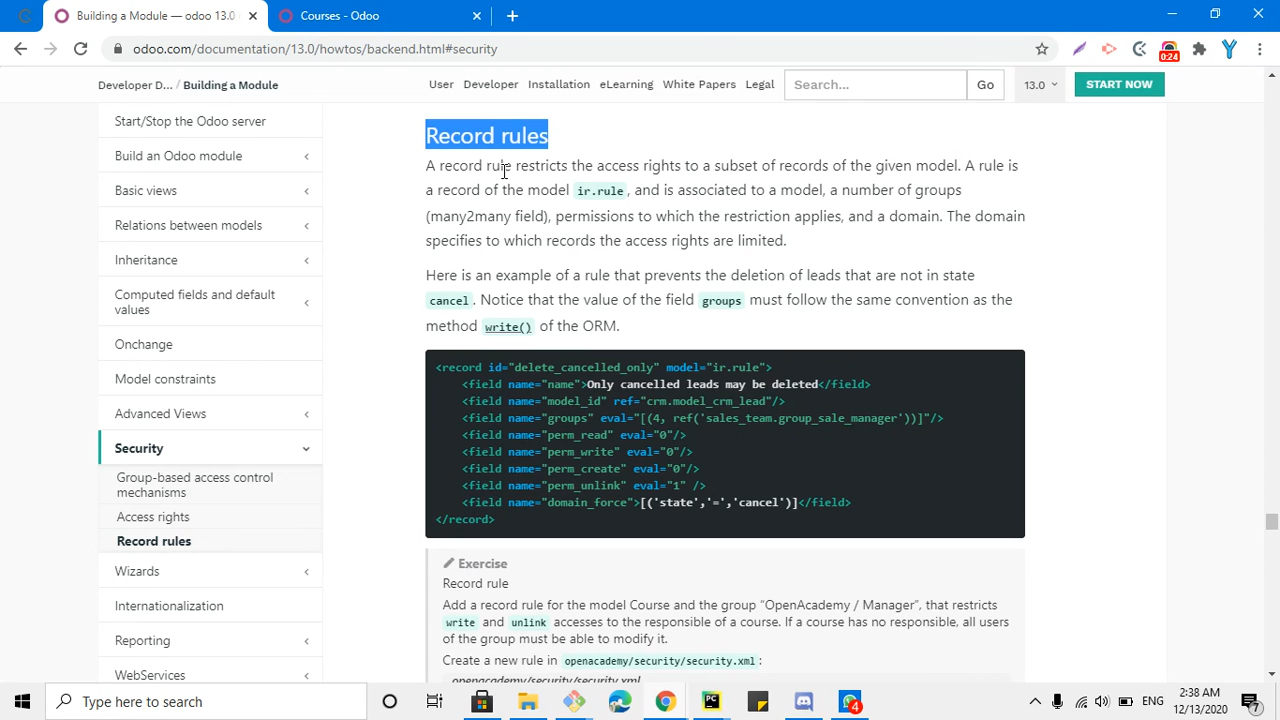 Building a Module — odoo 13.0
Courses - Odoo
odoo.com/documentation/13.0/howtos/backend.html#security
0:24
Developer D... / Building a Module
User Developer Installation eLearning White Papers Legal
Search...
Go
13.0
START NOW
Start/Stop the Odoo server
Build an Odoo module
Basic views
Relations between models
Inheritance
Computed fields and default
values
Onchange
Model constraints
Advanced Views
Security
Group-based access control
mechanisms
Access rights
Record rules
Wizards
Internationalization
Reporting
WebServices
Record rules
A record rule restricts the access rights to a subset of records of the given model. A rule is
a record of the model ir.rule, and is associated to a model, a number of groups
(many2many field), permissions to which the restriction applies, and a domain. The domain
specifies to which records the access rights are limited.
Here is an example of a rule that prevents the deletion of leads that are not in state
cancel. Notice that the value of the field groups must follow the same convention as the
method write() of the ORM.
<record id="delete_cancelled_only" model="ir.rule">
<field name="name">Only cancelled leads may be deleted</field>
<field name="model_id" ref="crm.model_crm_lead"/>
<field name="groups" eval="[(4, ref('sales_team.group_sale_manager'))]"/>
<field name="perm_read" eval="0"/>
<field name="perm_write" eval="0"/>
<field name="perm_create" eval="0"/>
<field name="perm_unlink" eval="1" />
<field name="domain_force">[('state','=','cancel')]</field>
</record>
Exercise
Record rule
Add a record rule for the model Course and the group “OpenAcademy / Manager”, that restricts
write and unlink accesses to the responsible of a course. If a course has no responsible, all users
of the group must be able to modify it.
Create a new rule in openacademy/security/security.xml:
openacademy/security/security.xml
Type here to search
4
ENG
2:38 AM
12/13/2020
7